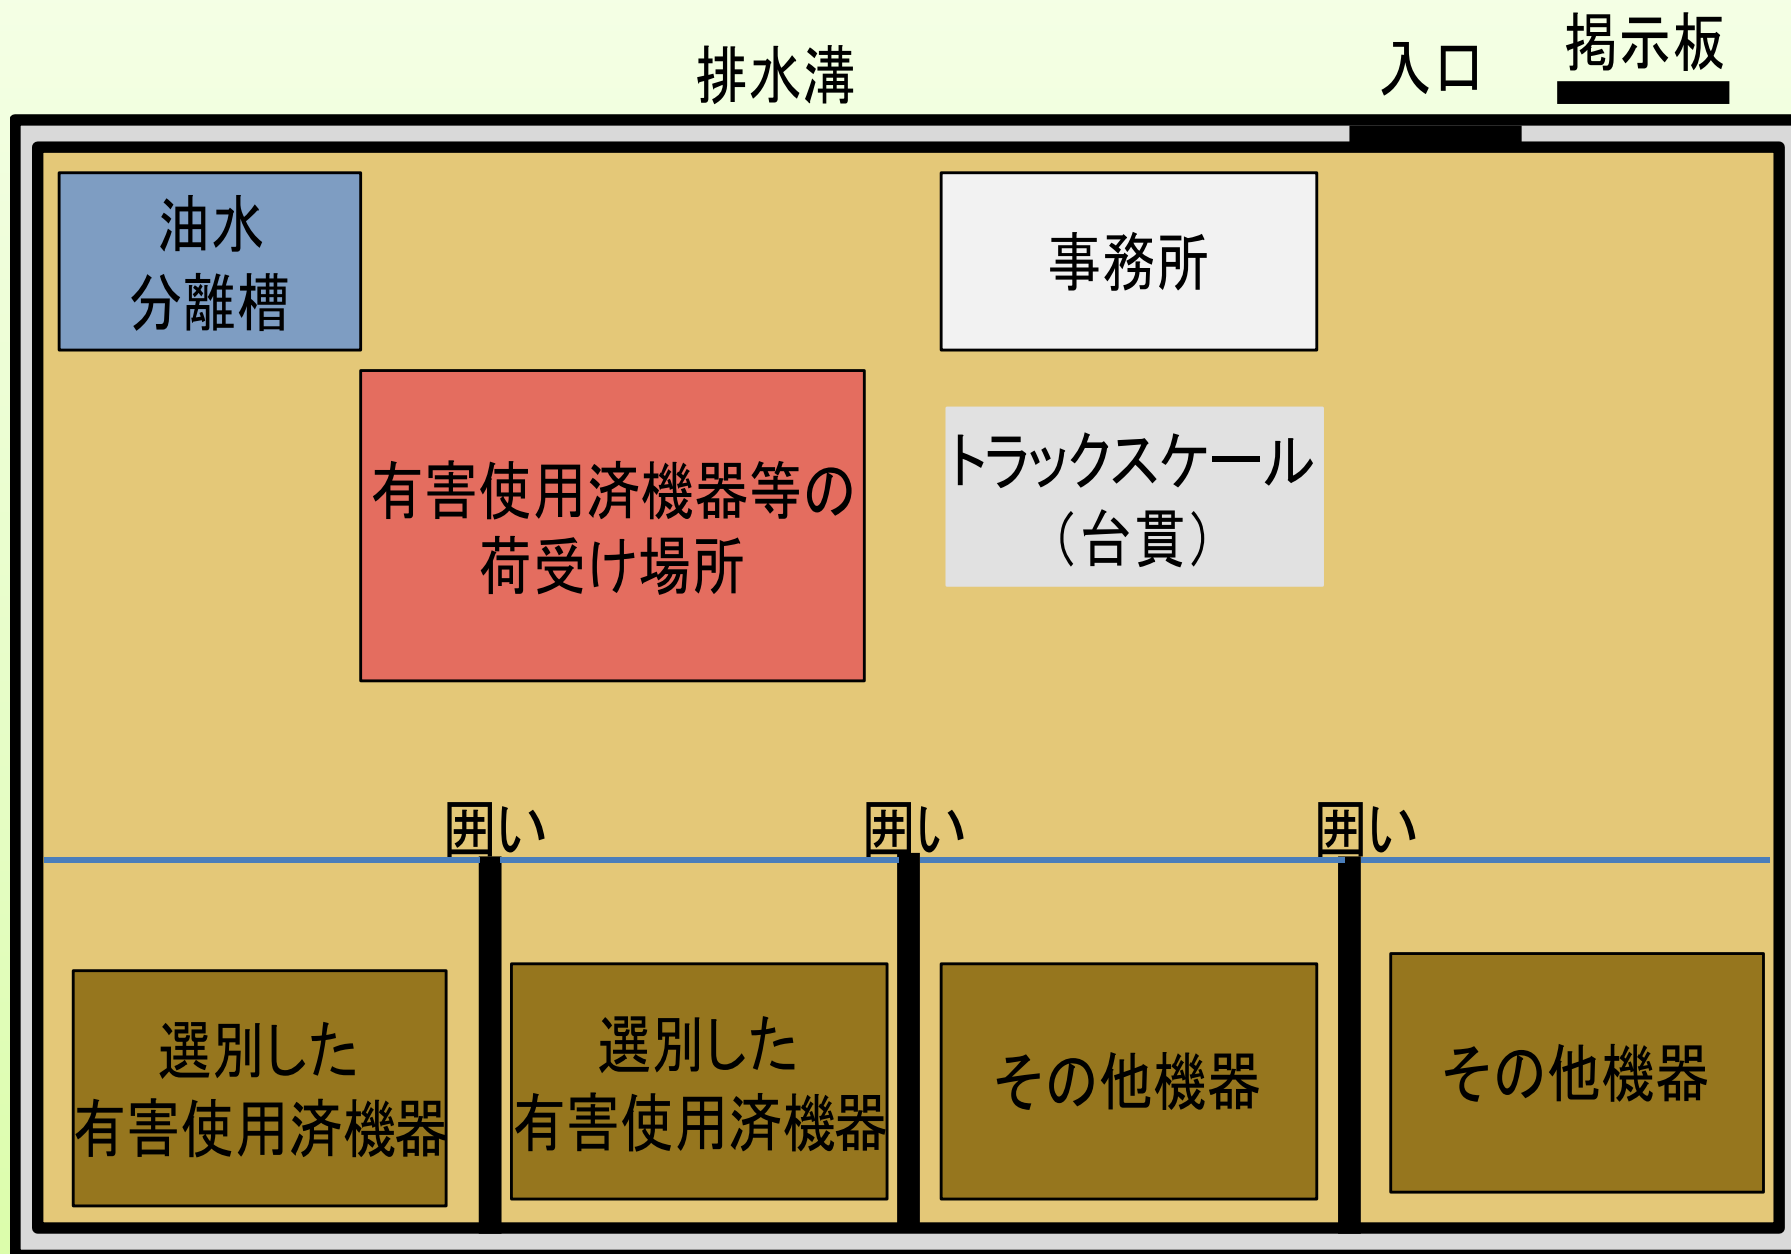 排水溝
入口
掲示板
油水
分離槽
事務所
有害使用済機器等の
荷受け場所
トラックスケール
（台貫）
囲い
囲い
囲い
選別した
有害使用済機器
選別した
有害使用済機器
その他機器
その他機器